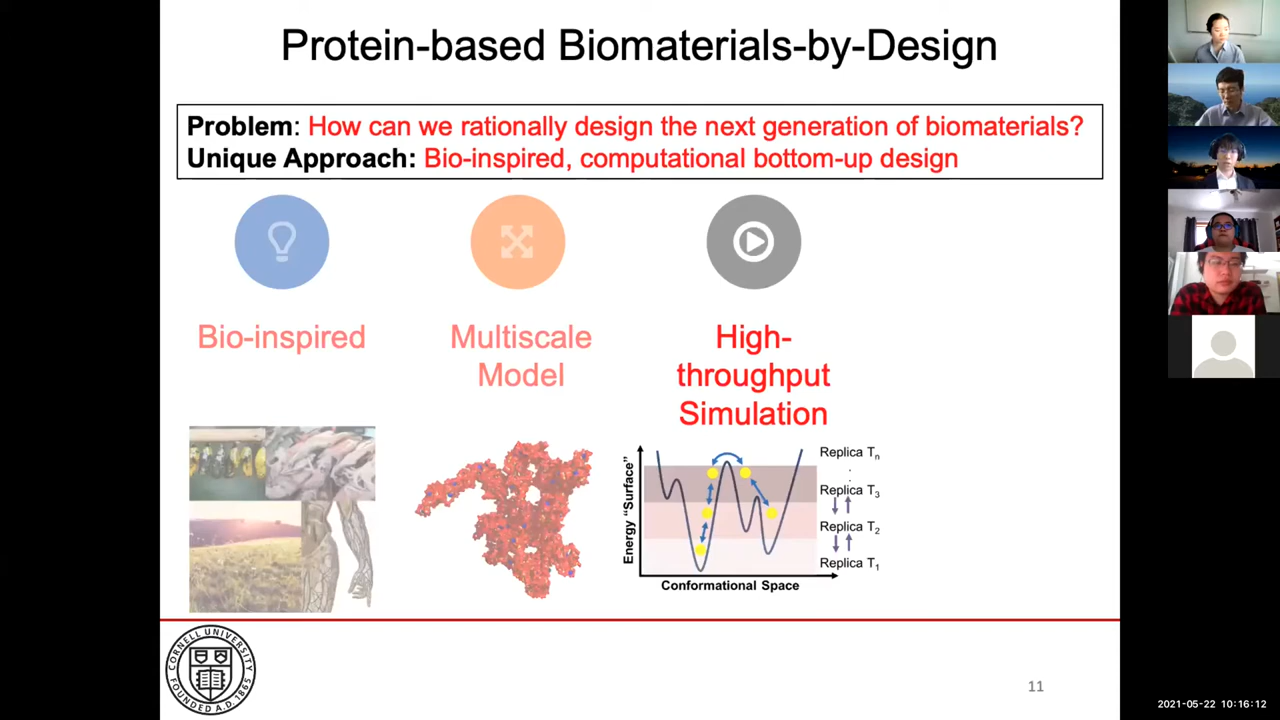 Protein-based Biomaterials-by-Design
Problem: How can we rationally design the next generation of biomaterials?
Unique Approach: Bio-inspired, computational bottom-up design
Bio-inspired
Multiscale
Model
High-
throughput
Simulation
Energy “Surface”
Conformational Space
Replica Tn
Replica T3
Replica T2
Replica T1
CORNELL UNIVERSITY
FOUNDED A.D. 1865
11
2021-05-22 10:16:12